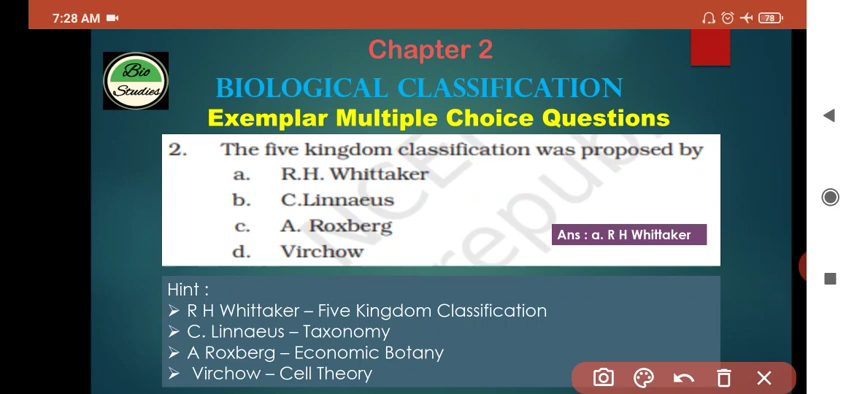 7:28 AM
78
Chapter 2
Bio
Studies
BIOLOGICAL CLASSIFICATION
Exemplar Multiple Choice Questions
2. The five kingdom classification was proposed by
a. R.H. Whittaker
b. C.Linnaeus
c. A. Roxberg
d. Virchow
Ans : a. R H Whittaker
Hint :
➢ R H Whittaker – Five Kingdom Classification
➢ C. Linnaeus – Taxonomy
➢ A Roxberg – Economic Botany
➢ Virchow – Cell Theory